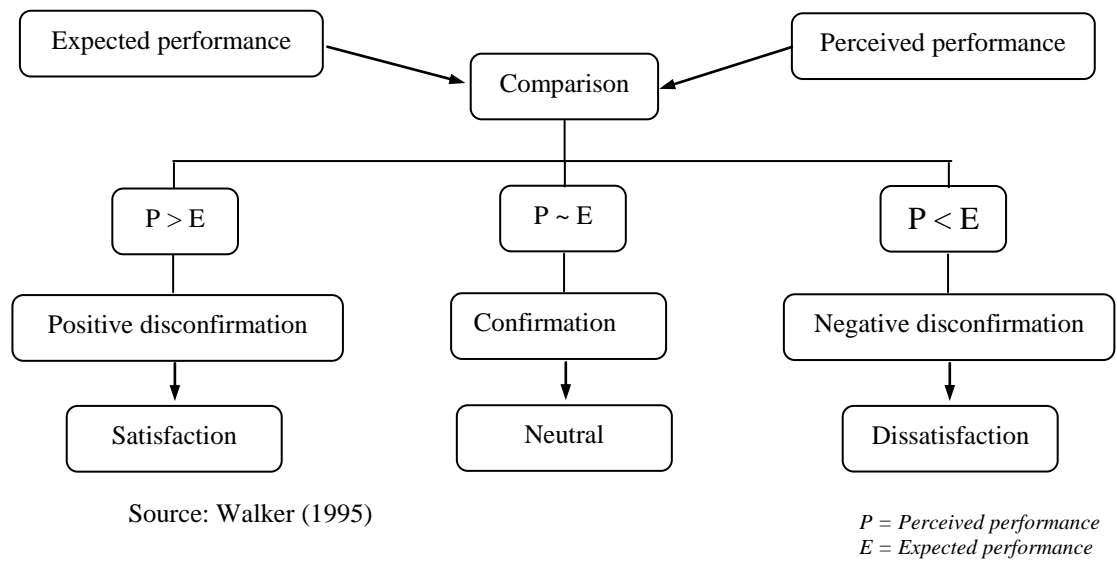 Expected performance
Perceived performance
Comparison
P > E
P ~ E
P < E
Positive disconfirmation
Confirmation
Negative disconfirmation
Satisfaction
Neutral
Dissatisfaction
Source: Walker (1995)
P = Perceived performance
E = Expected performance